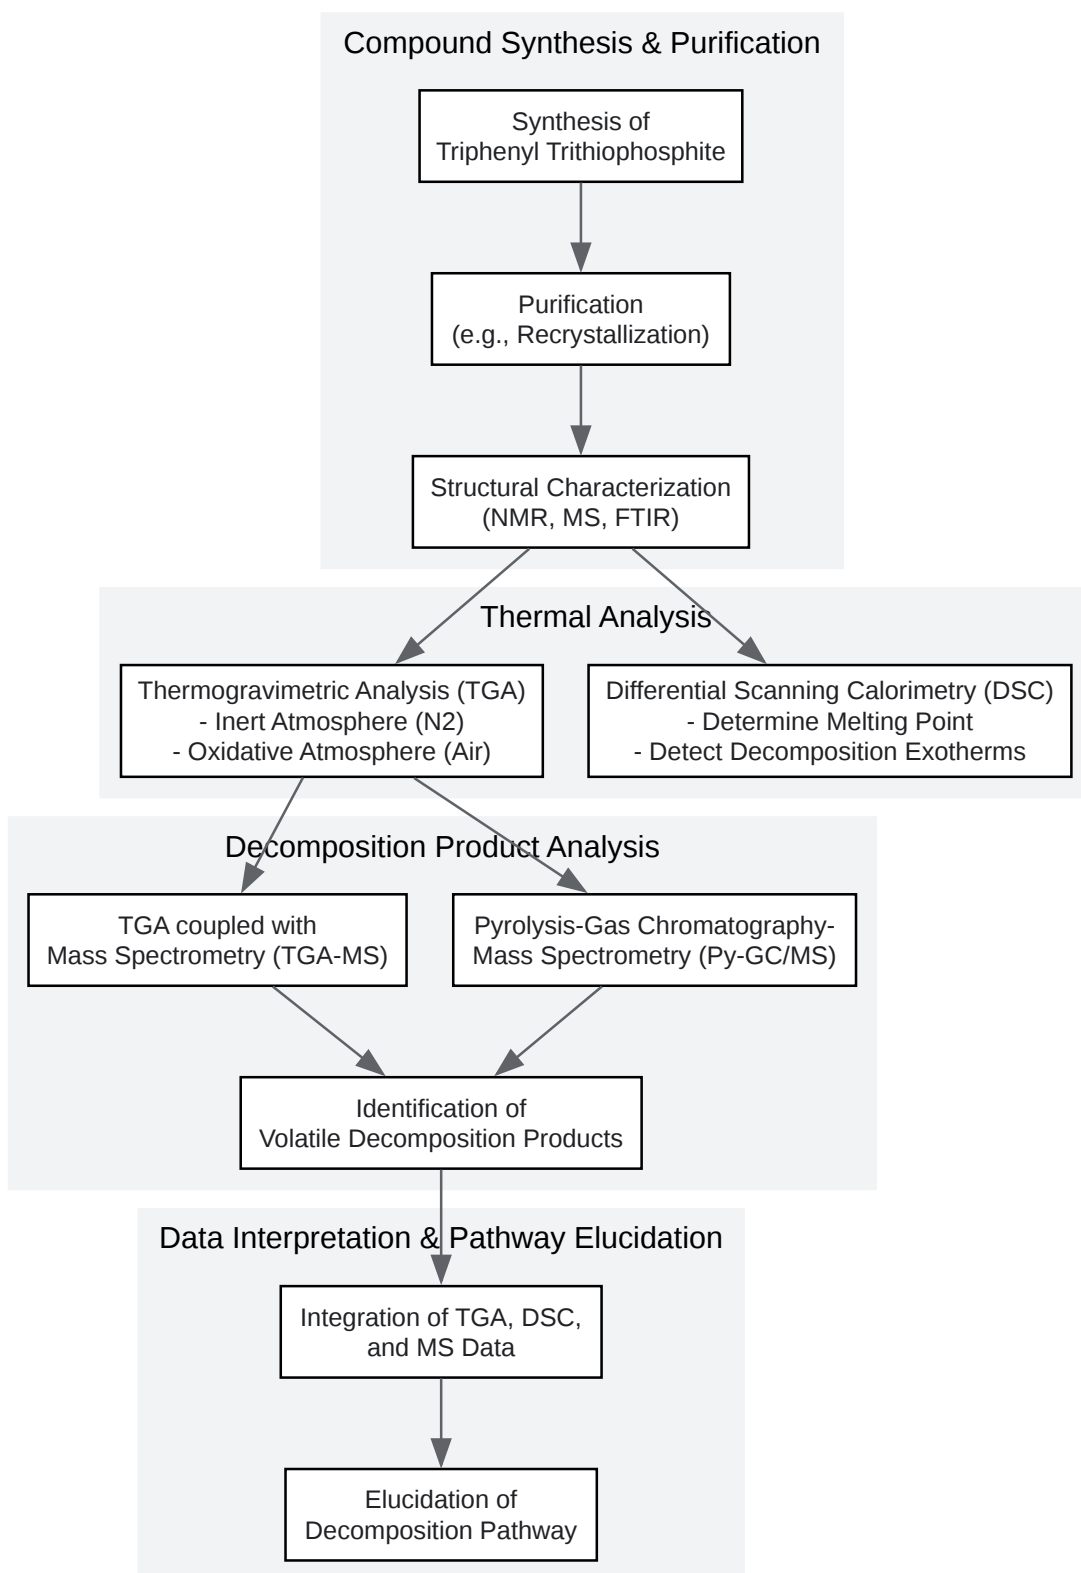 Compound Synthesis & Purification
Synthesis of
Triphenyl Trithiophosphite
Purification
(e.g., Recrystallization)
Structural Characterization
(NMR, MS, FTIR)
Thermal Analysis
Thermogravimetric Analysis (TGA)
- Inert Atmosphere (N2)
- Oxidative Atmosphere (Air)
Differential Scanning Calorimetry (DSC)
- Determine Melting Point
- Detect Decomposition Exotherms
Decomposition Product Analysis
TGA coupled with
Mass Spectrometry (TGA-MS)
Pyrolysis-Gas Chromatography-
Mass Spectrometry (Py-GC/MS)
Identification of
Volatile Decomposition Products
Data Interpretation & Pathway Elucidation
Integration of TGA, DSC,
and MS Data
Elucidation of
Decomposition Pathway